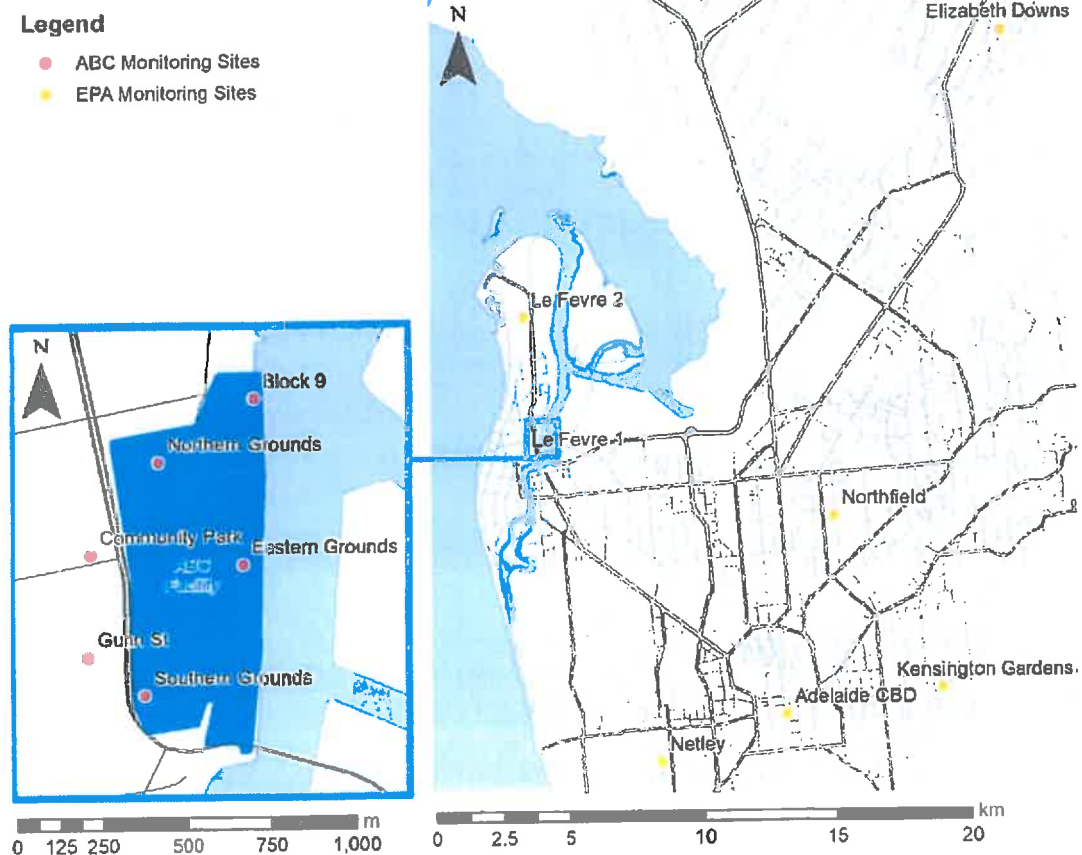 Legend
ABC Monitoring Sites
EPA Monitoring Sites
N
Elizabeth Downs
Le Fevre 2
Le Fevre 1
Northfield
Kensington Gardens
Adelaide CBD
Netley
N
Block 9
Northern Grounds
Community Park
Eastern Grounds
ABC
Facility
Gunn St
Southern Grounds
m
0 125 250 500 750 1,000
km
0 2.5 5 10 15 20